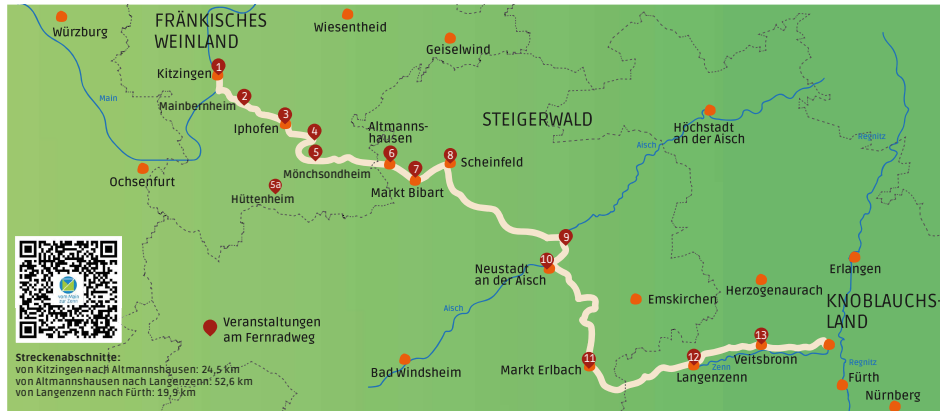 FRÄNKISCHES
WEINLAND
Würzburg
Wiesentheid
Geiselwind
Kitzingen
1
Main
2
Mainbernheim
3
Iphofen
4
5
Mönchsondheim
Altmanns-
hausen
6
7
Markt Bibart
8
Scheinfeld
STEIGERWALD
Höchstadt
an der Aisch
Aisch
Regnitz
Ochsenfurt
5a
Hüttenheim
9
10
Neustadt
an der Aisch
Emskirchen
Herzogenaurach
Erlangen
KNOBLAUCHS-
LAND
vom Main
zur Zenn
Aisch
Veranstaltungen
am Fernradweg
Bad Windsheim
11
Markt Erlbach
12
Langenzenn
Zenn
13
Veitsbronn
Regnitz
Fürth
Nürnberg
Streckenabschnitte:
von Kitzingen nach Altmannshausen: 24,5 km
von Altmannshausen nach Langenzenn: 52,6 km
von Langenzenn nach Fürth: 19,9 km